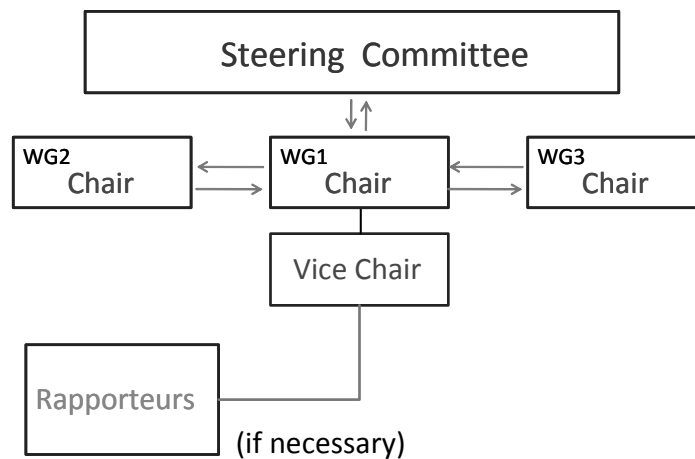 Steering Committee
WG2
Chair
WG1
Chair
WG3
Chair
Vice Chair
Rapporteurs
(if necessary)